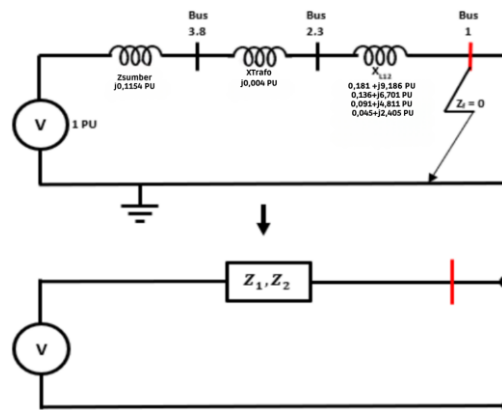 Bus
3.8
Bus
2.3
Bus
1
Zsumber
j0,1154 PU
XTrafo
j0,004 PU
X L12
0,181 +j9,186 PU
0,136+j6,701 PU
0,091+j4,811 PU
0,045+j2,405 PU
V
1 PU
Zf = 0
Z₁, Z₂
V